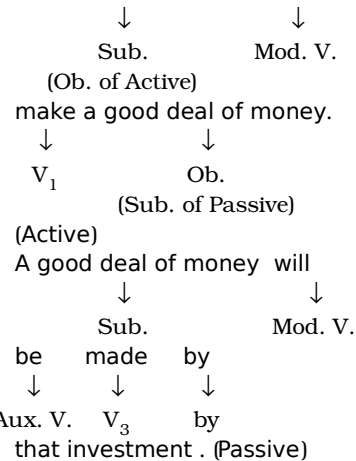 ↓ ↓
Sub. Mod. V.
(Ob. of Active)
make a good deal of money.
↓ ↓
V₁ Ob.
(Sub. of Passive)
(Active)
A good deal of money will
↓ ↓
Sub. Mod. V.
be made by
↓ ↓ ↓
Aux. V. V₃ by
that investment . (Passive)